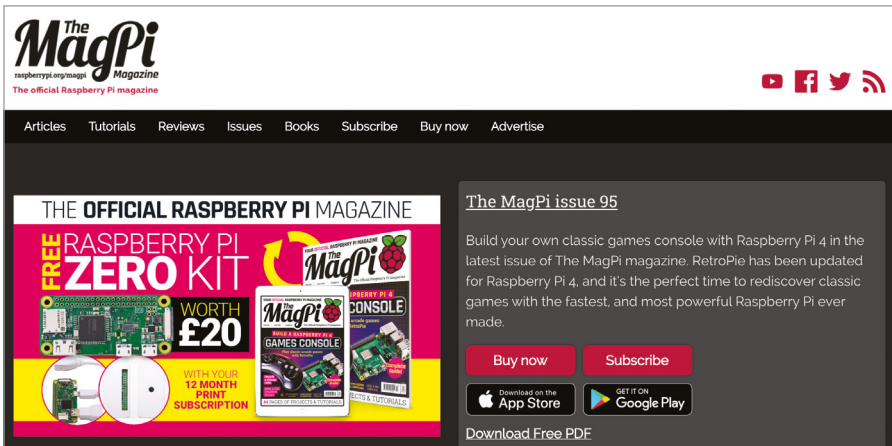 The
MagPi
raspberrypi.org/magpi Magazine
The official Raspberry Pi magazine
Articles Tutorials Reviews Issues Books Subscribe Buy now Advertise
THE OFFICIAL RASPBERRY PI MAGAZINE
FREE RASPBERRY PI
ZERO KIT
WORTH
£20
WITH YOUR
12 MONTH
PRINT
SUBSCRIPTION
MagPi
CONSOLE
MagPi
BUILD A RASPBERRY PI 4
GAMES CONSOLE
The MagPi issue 95
Build your own classic games console with Raspberry Pi 4 in the
latest issue of The MagPi magazine. RetroPie has been updated
for Raspberry Pi 4, and it's the perfect time to rediscover classic
games with the fastest, and most powerful Raspberry Pi ever
made.
Buy now Subscribe
Download on the
App Store
GET IT ON
Google Play
Download Free PDF